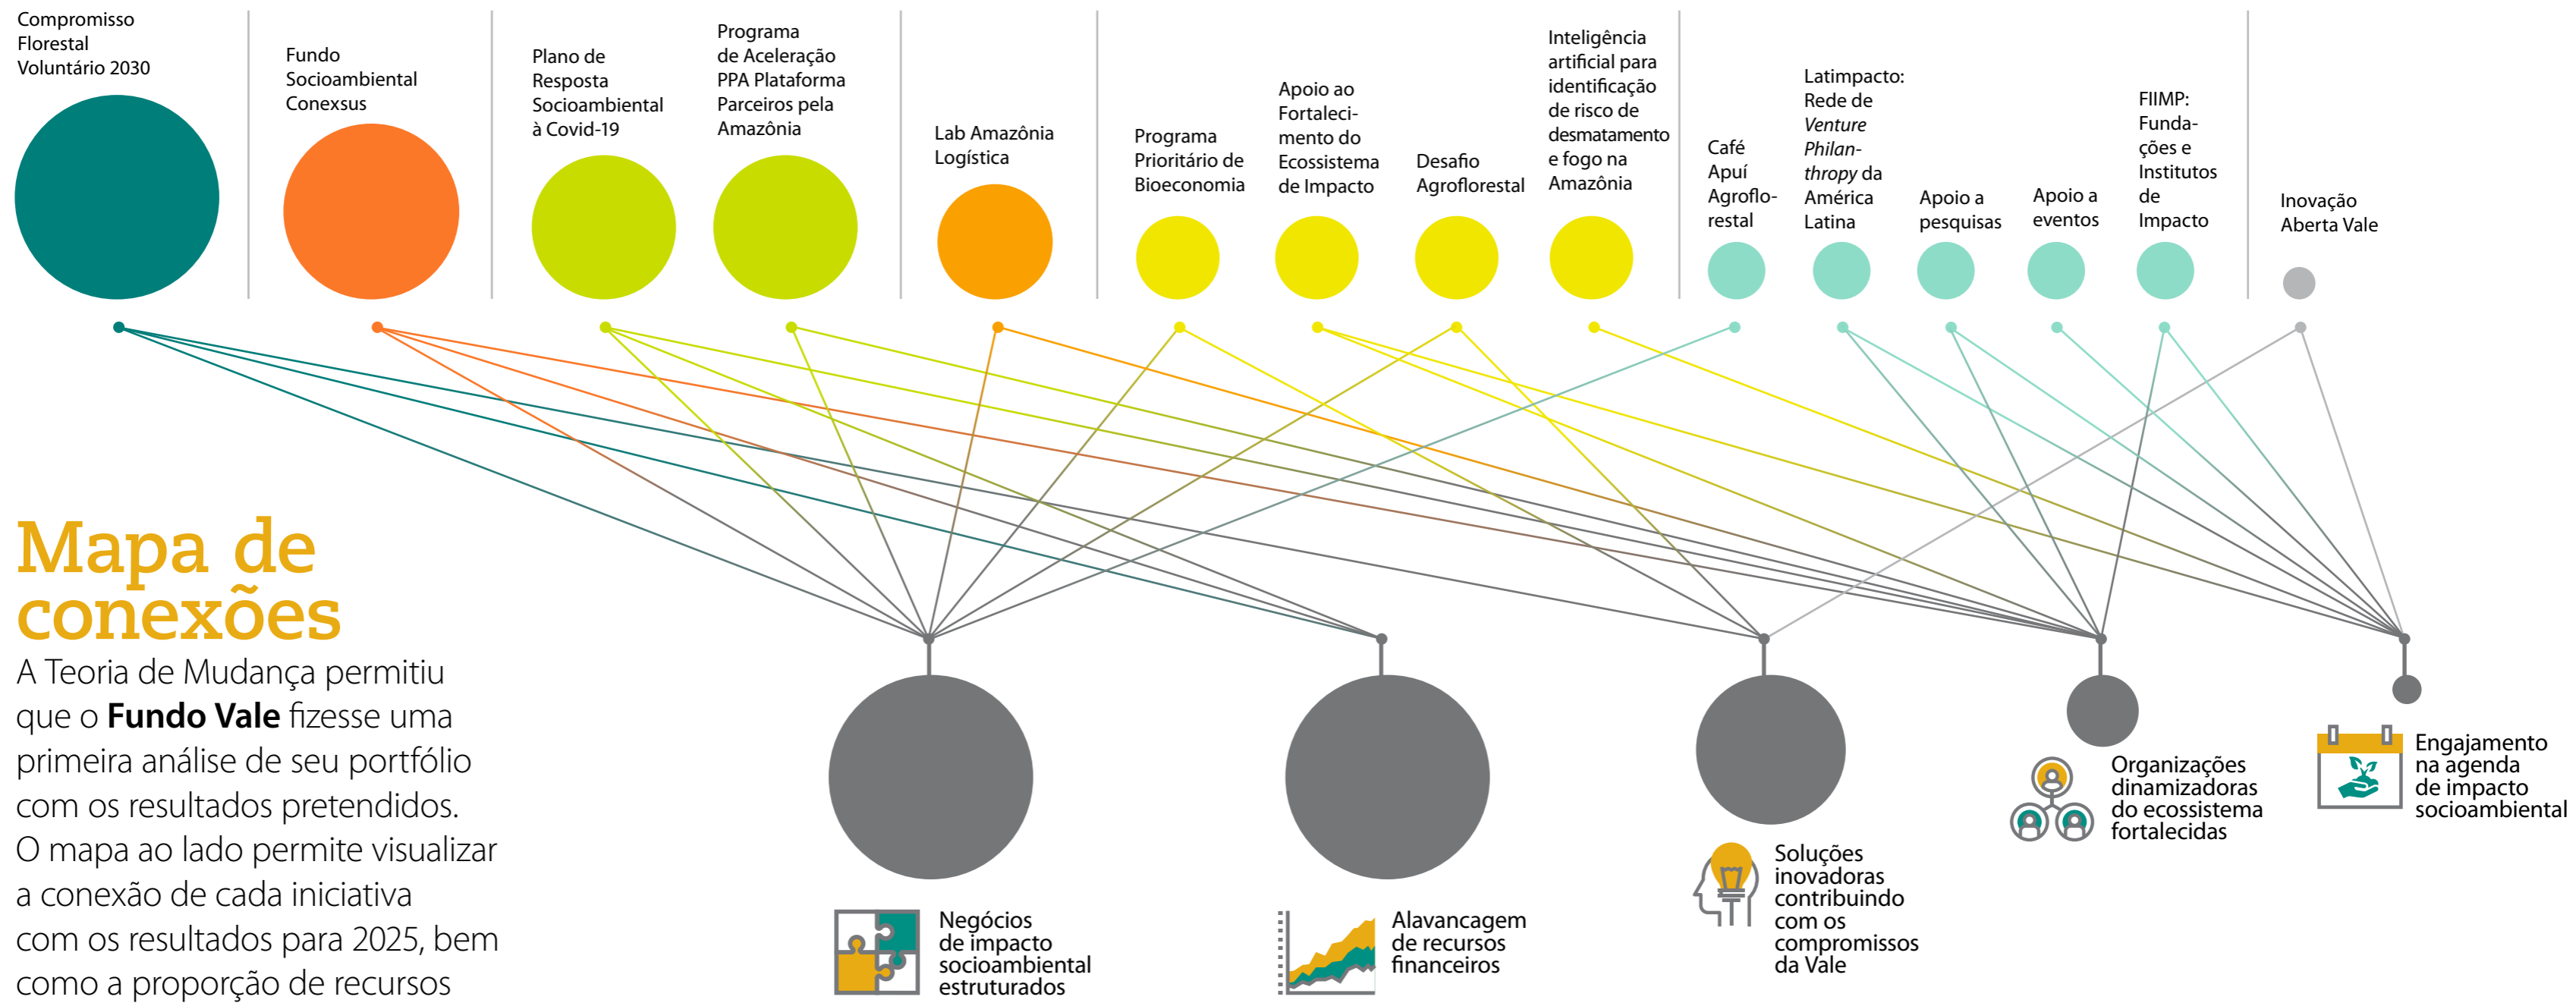 Compromisso
Florestal
Voluntário 2030
Fundo
Socioambiental
Conexsus
Plano de
Resposta
Socioambiental
à Covid-19
Programa
de Aceleração
PPA Plataforma
Parceiros pela
Amazônia
Lab Amazônia
Logística
Programa
Prioritário de
Bioeconomia
Apoio ao
Fortaleci-
mento do
Ecossistema
de Impacto
Desafio
Agroflorestal
Inteligência
artificial para
identificação
de risco de
desmatamento
e fogo na
Amazônia
Café
Apuí
Agroflo-
restal
Latimpacto:
Rede de
Venture
Philan-
thropy da
América
Latina
Apoio a
pesquisas
Apoio a
eventos
FIIMP:
Funda-
ções e
Institutos
de
Impacto
Inovação
Aberta Vale
Mapa de
conexões
A Teoria de Mudança permitiu
que o Fundo Vale fizesse uma
primeira análise de seu portfólio
com os resultados pretendidos.
O mapa ao lado permite visualizar
a conexão de cada iniciativa
com os resultados para 2025, bem
como a proporção de recursos
Negócios
de impacto
socioambiental
estruturados
Alavancagem
de recursos
financeiros
Soluções
inovadoras
contribuindo
com os
compromissos
da Vale
Organizações
dinamizadoras
do ecossistema
fortalecidas
Engajamento
na agenda
de impacto
socioambiental